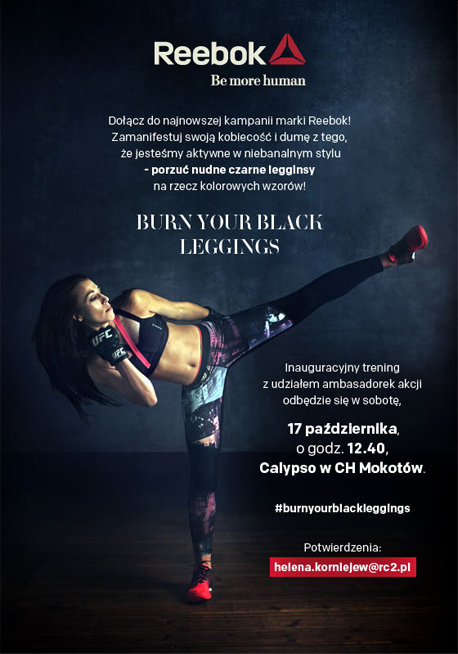 Reebok
Be more human
Dołącz do najnowszej kampanii marki Reebok!
Zamanifestuj swoją kobiecość i dumę z tego,
że jesteśmy aktywne w niebanalnym stylu
- porzuć nudne czarne legginsy
na rzecz kolorowych wzorów!
BURN YOUR BLACK
LEGGINGS
UFC
UFC
Inauguracyjny trening
z udziałem ambasadorek akcji
odbędzie się w sobotę,
17 października,
o godz. 12.40,
Calypso w CH Mokotów.
#burnyourblackleggings
Potwierdzenia:
helena.korniejew@rc2.pl